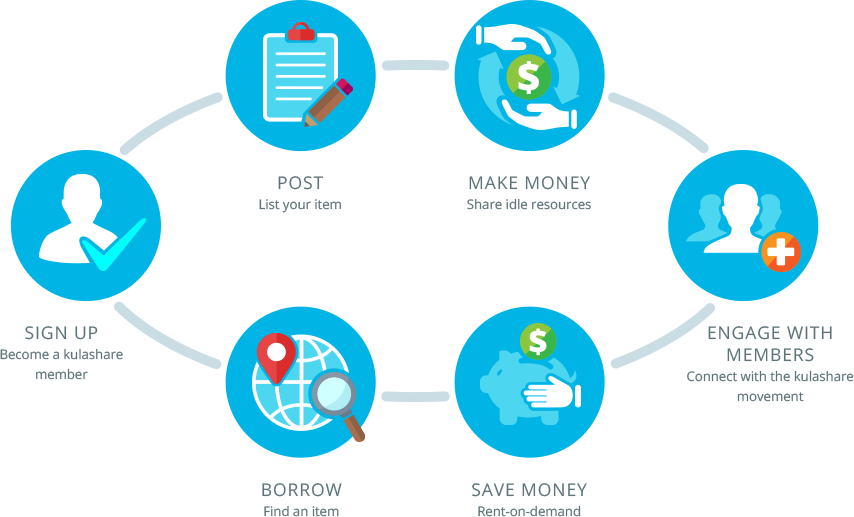 POST
List your item
MAKE MONEY
Share idle resources
SIGN UP
Become a kulashare
member
ENGAGE WITH
MEMBERS
Connect with the kulashare
movement
BORROW
Find an item
SAVE MONEY
Rent-on-demand
$
$